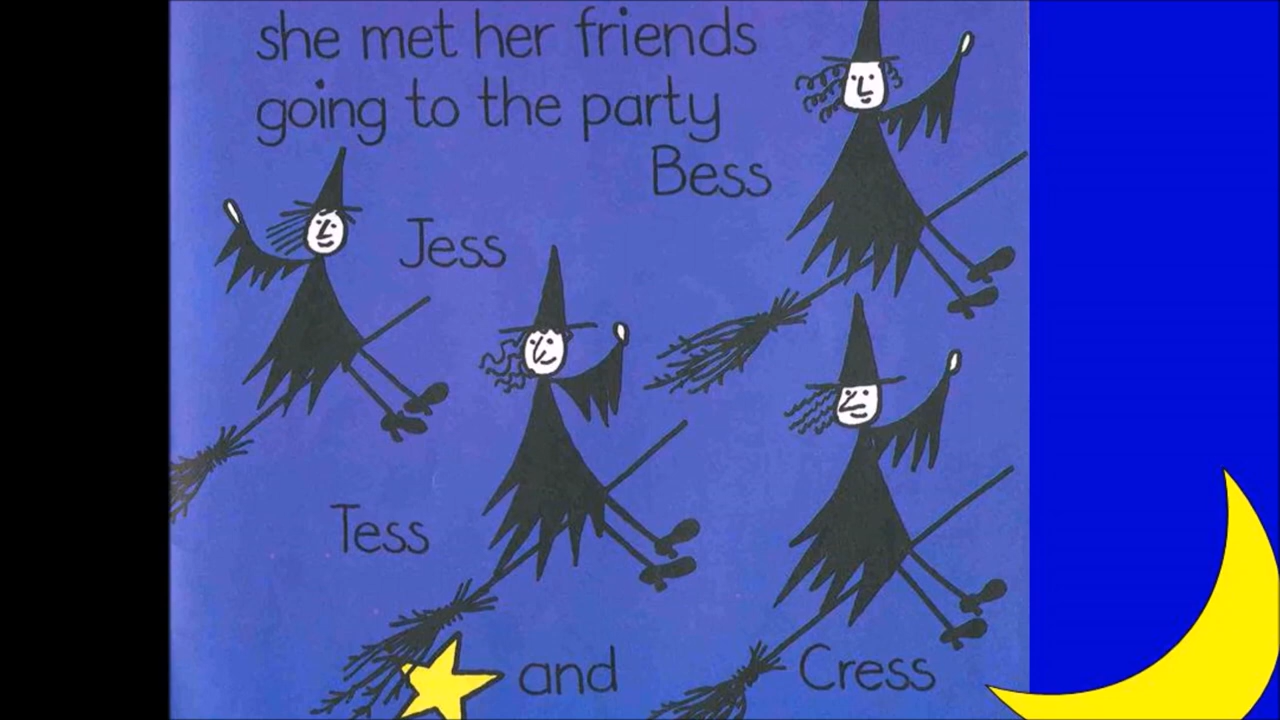 she met her friends
going to the party
Bess
Jess
Tess
and Cress